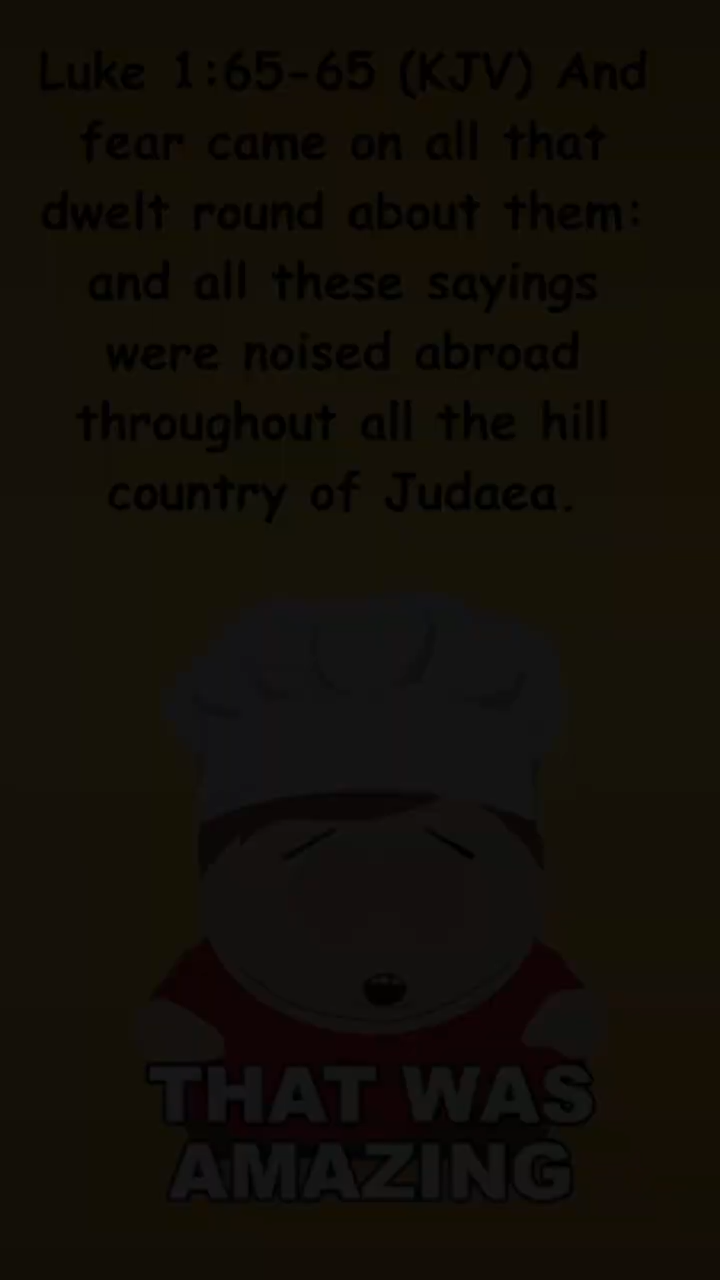 Luke 1:65-65 (KJV) And
fear came on all that
dwelt round about them:
and all these sayings
were noised abroad
throughout all the hill
country of Judaea.
THAT WAS
AMAZING